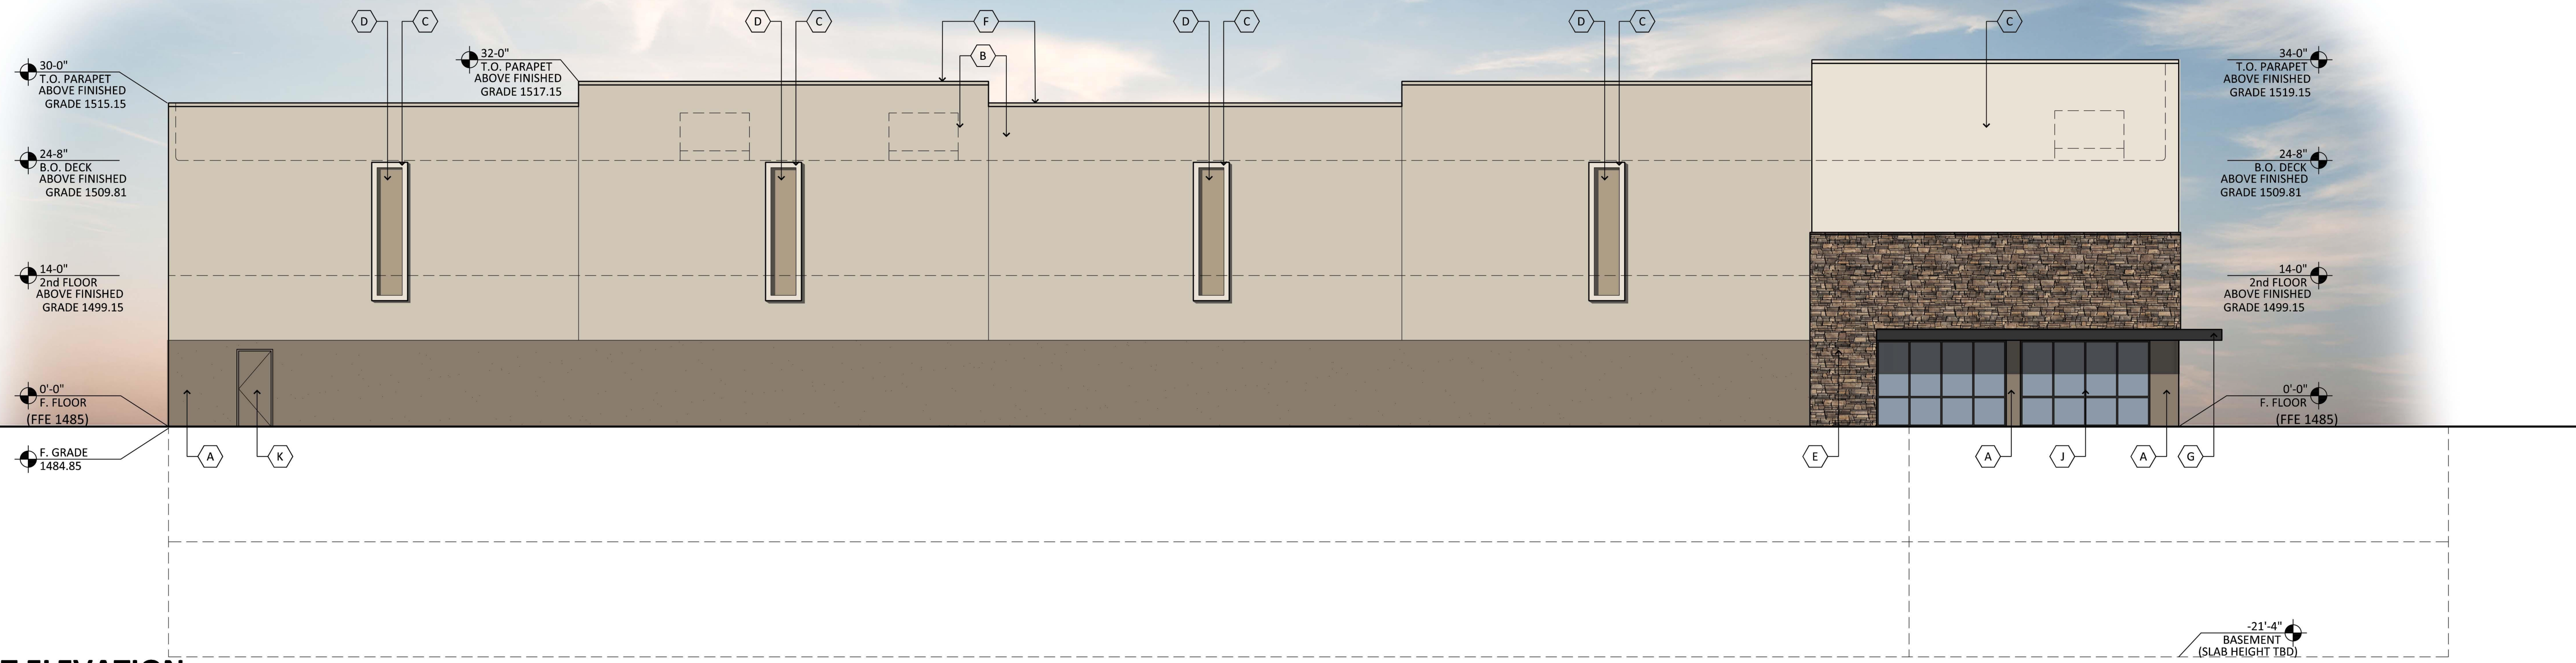 D C D C F D C D C C
B
32-0"
T.O. PARAPET
ABOVE FINISHED
GRADE 1517.15
30-0"
T.O. PARAPET
ABOVE FINISHED
GRADE 1515.15
24-8"
B.O. DECK
ABOVE FINISHED
GRADE 1509.81
14-0"
2nd FLOOR
ABOVE FINISHED
GRADE 1499.15
0'-0"
F. FLOOR
(FFE 1485)
F. GRADE
1484.85
34-0"
T.O. PARAPET
ABOVE FINISHED
GRADE 1519.15
24-8"
B.O. DECK
ABOVE FINISHED
GRADE 1509.81
14-0"
2nd FLOOR
ABOVE FINISHED
GRADE 1499.15
0'-0"
F. FLOOR
(FFE 1485)
A K E A J A G
-21'-4"
BASEMENT
(SLAB HEIGHT TBD)
ELEVATION